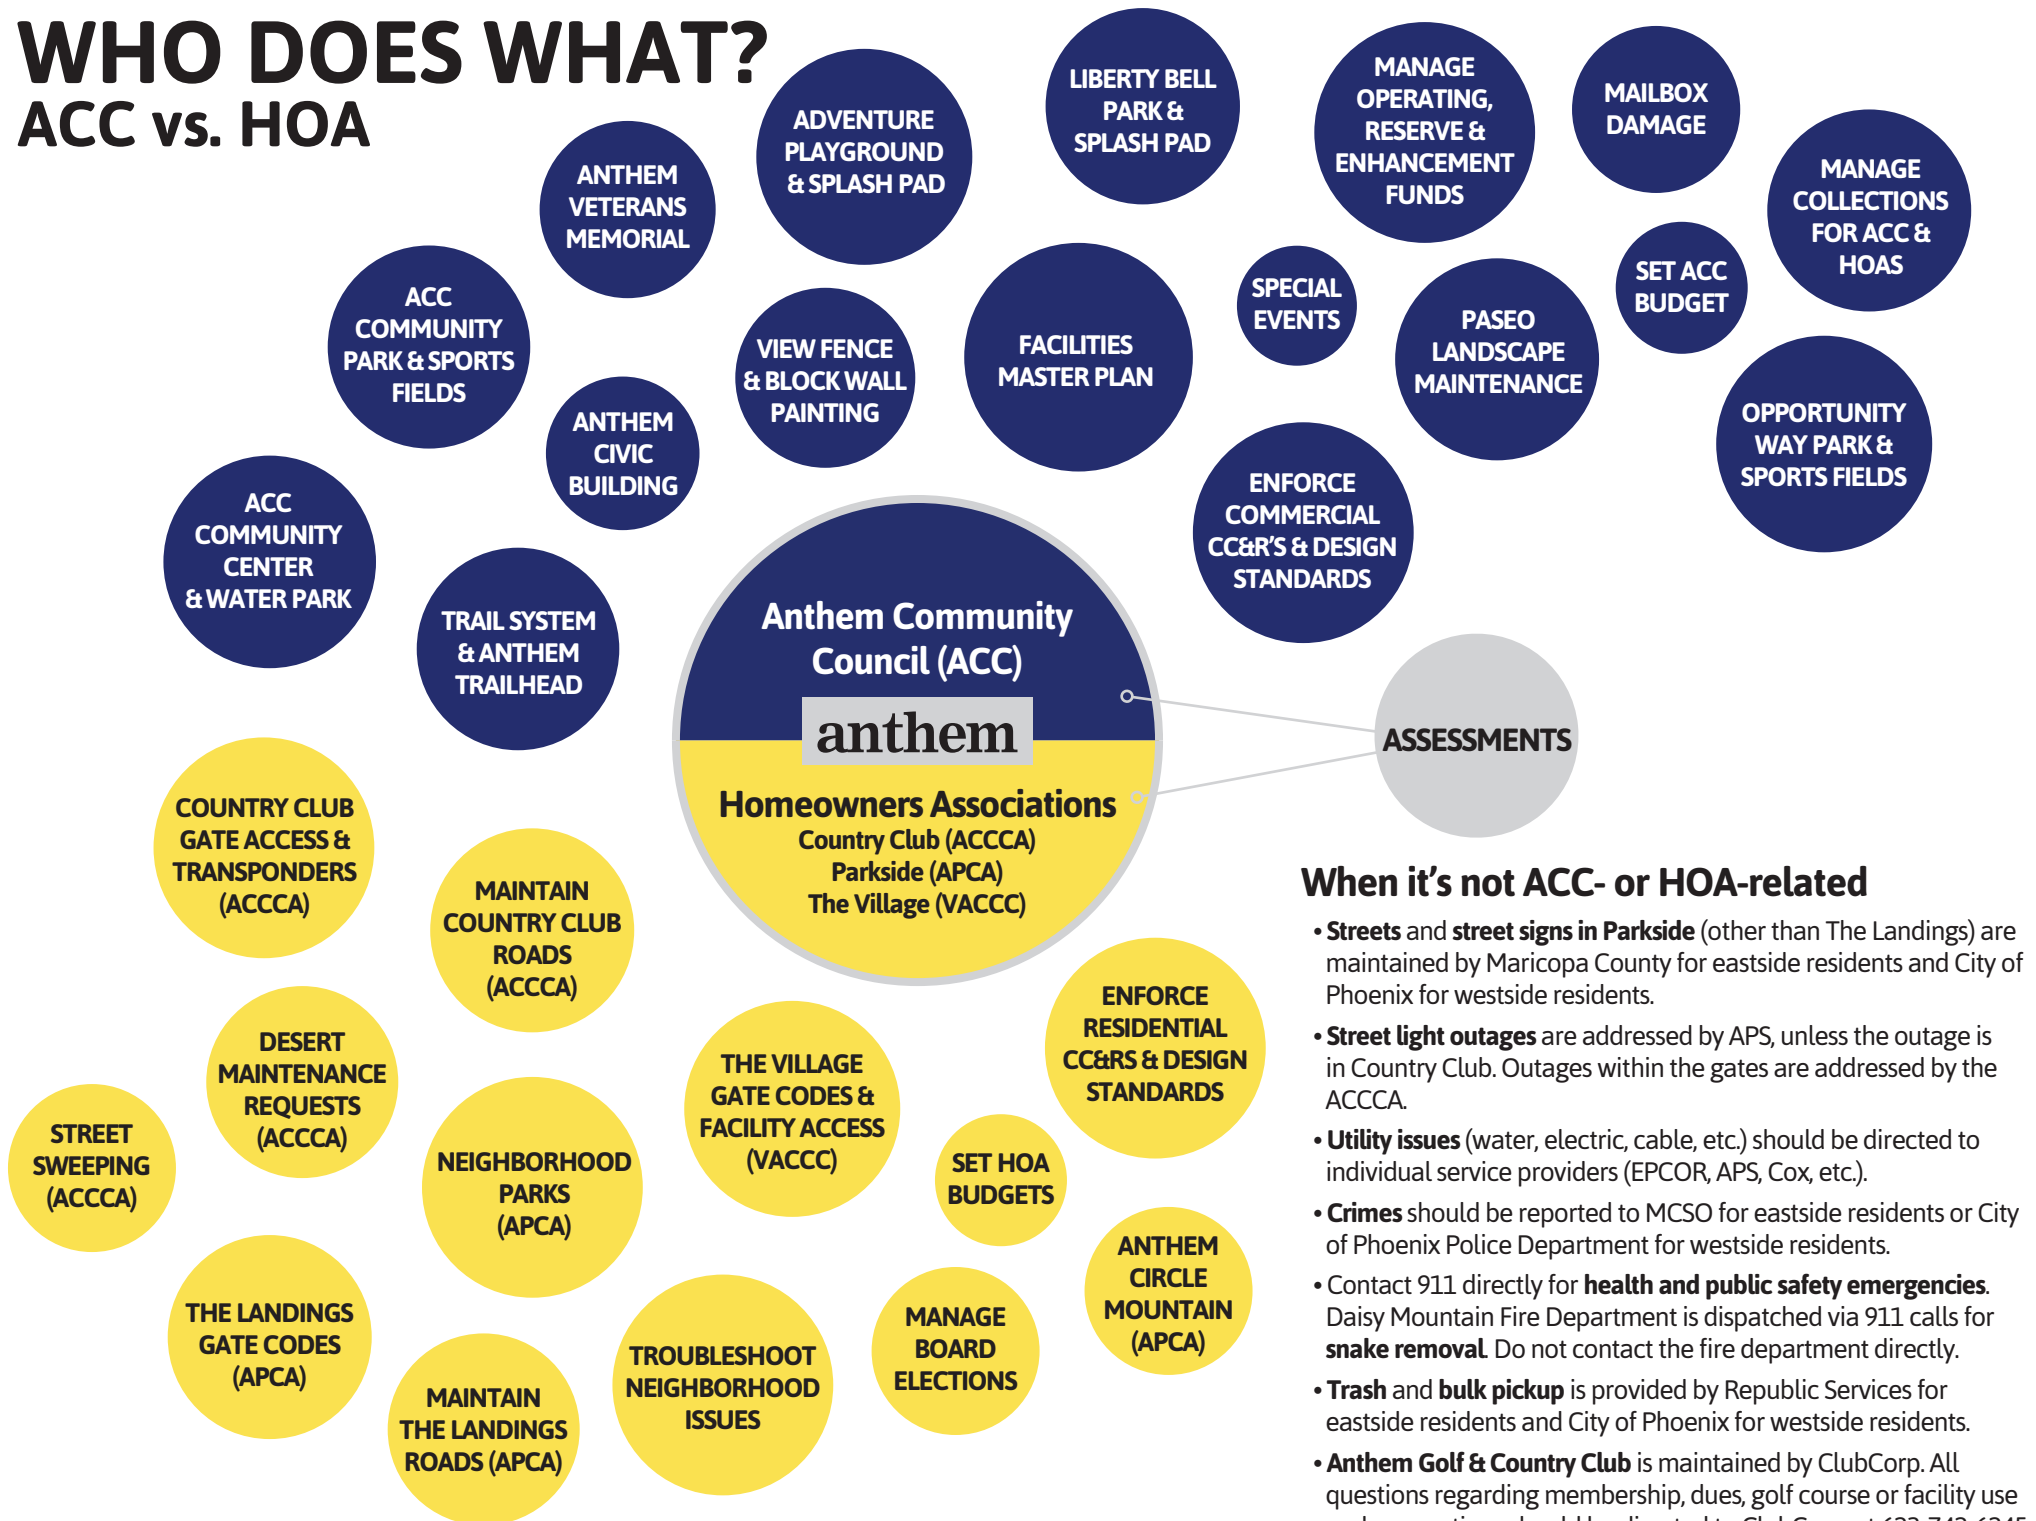 WHO DOES WHAT?
ACC vs. HOA
ANTHEM
VETERANS
MEMORIAL
ADVENTURE
PLAYGROUND
& SPLASH PAD
LIBERTY BELL
PARK &
SPLASH PAD
MANAGE
OPERATING,
RESERVE &
ENHANCEMENT
FUNDS
MAILBOX
DAMAGE
MANAGE
COLLECTIONS
FOR ACC &
HOAS
ACC
COMMUNITY
PARK & SPORTS
FIELDS
VIEW FENCE
& BLOCK WALL
PAINTING
FACILITIES
MASTER PLAN
SPECIAL
EVENTS
PASEO
LANDSCAPE
MAINTENANCE
SET ACC
BUDGET
OPPORTUNITY
WAY PARK &
SPORTS FIELDS
ANTHEM
CIVIC
BUILDING
ENFORCE
COMMERCIAL
CC&R'S & DESIGN
STANDARDS
ACC
COMMUNITY
CENTER
& WATER PARK
TRAIL SYSTEM
& ANTHEM
TRAILHEAD
Anthem Community
Council (ACC)
anthem
Homeowners Associations
Country Club (ACCCA)
Parkside (APCA)
The Village (VACCC)
ASSESSMENTS
COUNTRY CLUB
GATE ACCESS &
TRANSPONDERS
(ACCCA)
MAINTAIN
COUNTRY CLUB
ROADS
(ACCCA)
DESERT
MAINTENANCE
REQUESTS
(ACCCA)
STREET
SWEEPING
(ACCCA)
NEIGHBORHOOD
PARKS
(APCA)
THE VILLAGE
GATE CODES &
FACILITY ACCESS
(VACCC)
ENFORCE
RESIDENTIAL
CC&RS & DESIGN
STANDARDS
SET HOA
BUDGETS
ANTHEM
CIRCLE
MOUNTAIN
(APCA)
THE LANDINGS
GATE CODES
(APCA)
MAINTAIN
THE LANDINGS
ROADS (APCA)
TROUBLESHOOT
NEIGHBORHOOD
ISSUES
MANAGE
BOARD
ELECTIONS
When it's not ACC- or HOA-related
• Streets and street signs in Parkside (other than The Landings) are
maintained by Maricopa County for eastside residents and City of
Phoenix for westside residents.
• Street light outages are addressed by APS, unless the outage is
in Country Club. Outages within the gates are addressed by the
ACCCA.
• Utility issues (water, electric, cable, etc.) should be directed to
individual service providers (EPCOR, APS, Cox, etc.).
• Crimes should be reported to MCSO for eastside residents or City
of Phoenix Police Department for westside residents.
• Contact 911 directly for health and public safety emergencies.
Daisy Mountain Fire Department is dispatched via 911 calls for
snake removal. Do not contact the fire department directly.
• Trash and bulk pickup is provided by Republic Services for
eastside residents and City of Phoenix for westside residents.
• Anthem Golf & Country Club is maintained by ClubCorp. All
questions regarding membership, dues, golf course or facility use